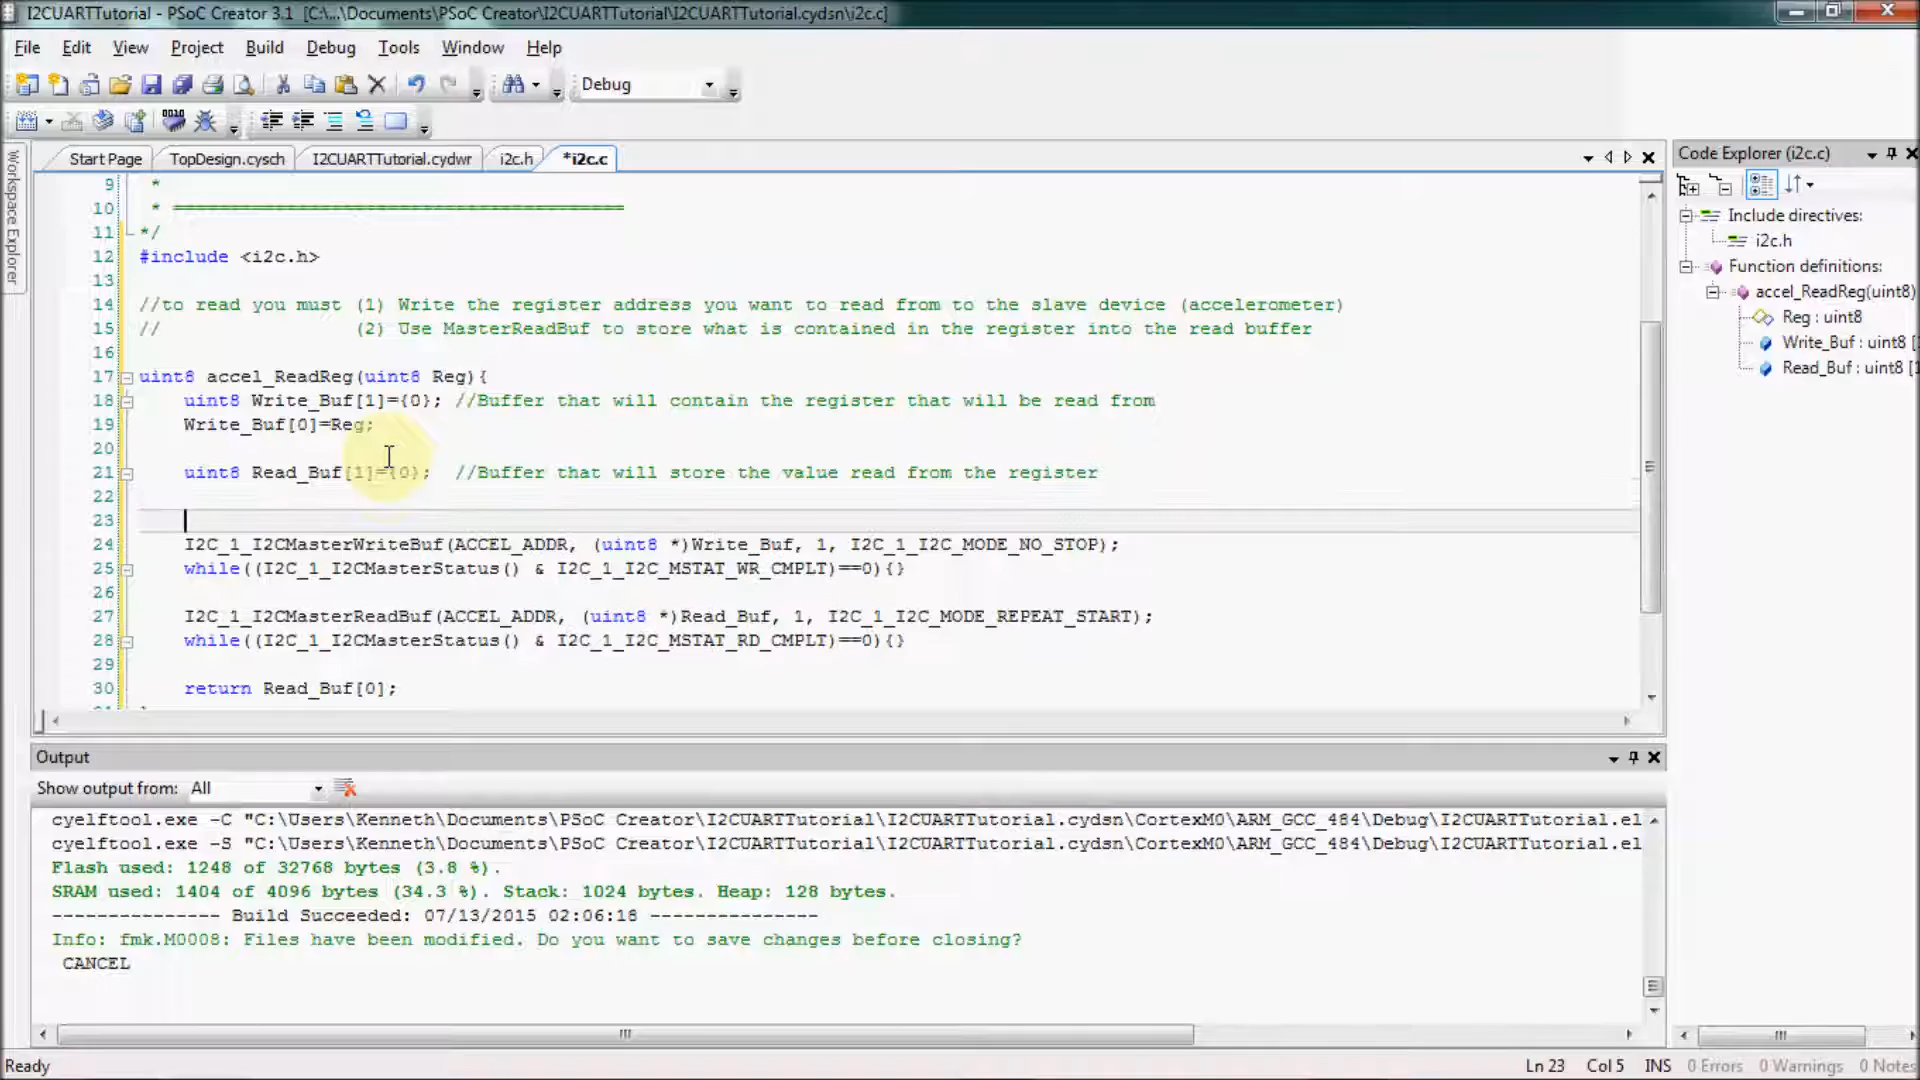 I2CUARTTutorial - PSoC Creator 3.1 [C:\...\Documents\PSoC Creator\I2CUARTTutorial\I2CUARTTutorial.cydsn\i2c.c]
File Edit View Project Build Debug Tools Window Help
Debug
Start Page TopDesign.cysch I2CUARTTutorial.cydwr i2c.h *i2c.c
Code Explorer (i2c.c)
Workspace Explorer
9 *
10 * ========================================
11 */
12 #include <i2c.h>
13
14 //to read you must (1) Write the register address you want to read from to the slave device (accelerometer)
15 // (2) Use MasterReadBuf to store what is contained in the register into the read buffer
16
17 uint8 accel_ReadReg(uint8 Reg){
18 uint8 Write_Buf[1]={0}; //Buffer that will contain the register that will be read from
19 Write_Buf[0]=Reg;
20
21 uint8 Read_Buf[1]={0}; //Buffer that will store the value read from the register
22
23
24 I2C_1_I2CMasterWriteBuf(ACCEL_ADDR, (uint8 *)Write_Buf, 1, I2C_1_I2C_MODE_NO_STOP);
25 while((I2C_1_I2CMasterStatus() & I2C_1_I2C_MSTAT_WR_CMPLT)==0){}
26
27 I2C_1_I2CMasterReadBuf(ACCEL_ADDR, (uint8 *)Read_Buf, 1, I2C_1_I2C_MODE_REPEAT_START);
28 while((I2C_1_I2CMasterStatus() & I2C_1_I2C_MSTAT_RD_CMPLT)==0){}
29
30 return Read_Buf[0];
Include directives:
i2c.h
Function definitions:
accel_ReadReg(uint8)
Reg : uint8
Write_Buf : uint8 [
Read_Buf : uint8 [
Output
Show output from: All
cyelftool.exe -C "C:\Users\Kenneth\Documents\PSoC Creator\I2CUARTTutorial\I2CUARTTutorial.cydsn\CortexM0\ARM_GCC_484\Debug\I2CUARTTutorial.el
cyelftool.exe -S "C:\Users\Kenneth\Documents\PSoC Creator\I2CUARTTutorial\I2CUARTTutorial.cydsn\CortexM0\ARM_GCC_484\Debug\I2CUARTTutorial.el
Flash used: 1248 of 32768 bytes (3.8 %).
SRAM used: 1404 of 4096 bytes (34.3 %). Stack: 1024 bytes. Heap: 128 bytes.
--------------- Build Succeeded: 07/13/2015 02:06:18 ---------------
Info: fmk.M0008: Files have been modified. Do you want to save changes before closing?
CANCEL
Ready Ln 23 Col 5 INS 0 Errors 0 Warnings 0 Notes